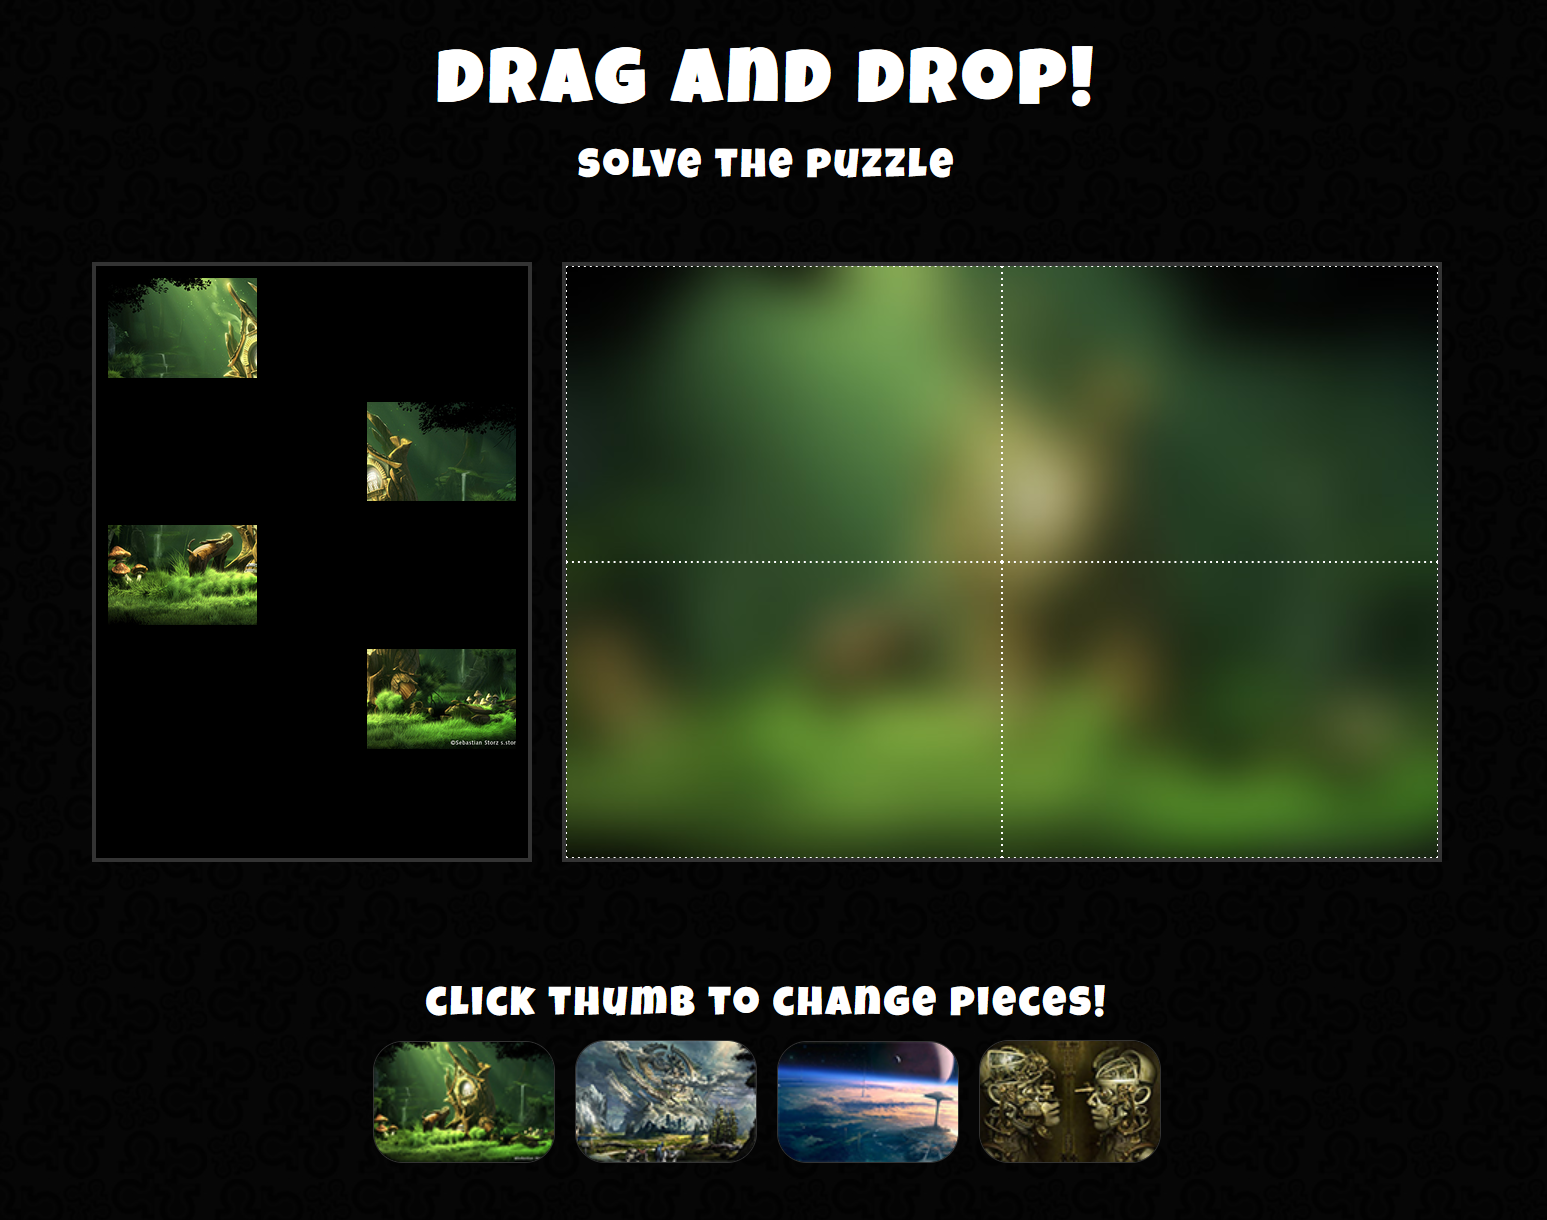 DRAG AND DROP!
SOLVE THE PUZZLE
©Sebastian Storz s.stor
CLICK THUMB TO CHANGE PIECES!